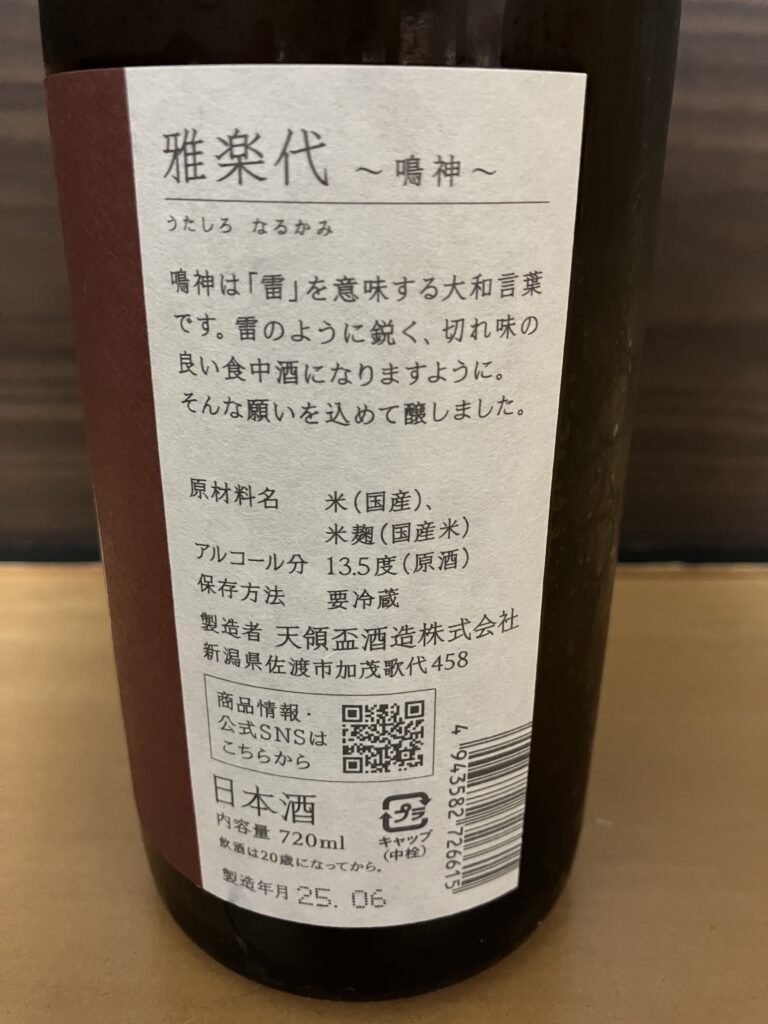 雅楽代 ～鳴神～
うたしろ なるかみ
鳴神は「雷」を意味する大和言葉
です。雷のように鋭く、切れ味の
良い食中酒になりますように。
そんな願いを込めて醸しました。
原材料名 米(国産)、
米麹(国産米)
アルコール分 13.5度(原酒)
保存方法 要冷蔵
製造者 天領盃酒造株式会社
新潟県佐渡市加茂歌代458
商品情報・
公式SNSは
こちらから
日本酒
内容量 720ml
飲酒は20歳になってから。
製造年月 25. 06
プラ
キャップ
(中栓)
4 943582 726615